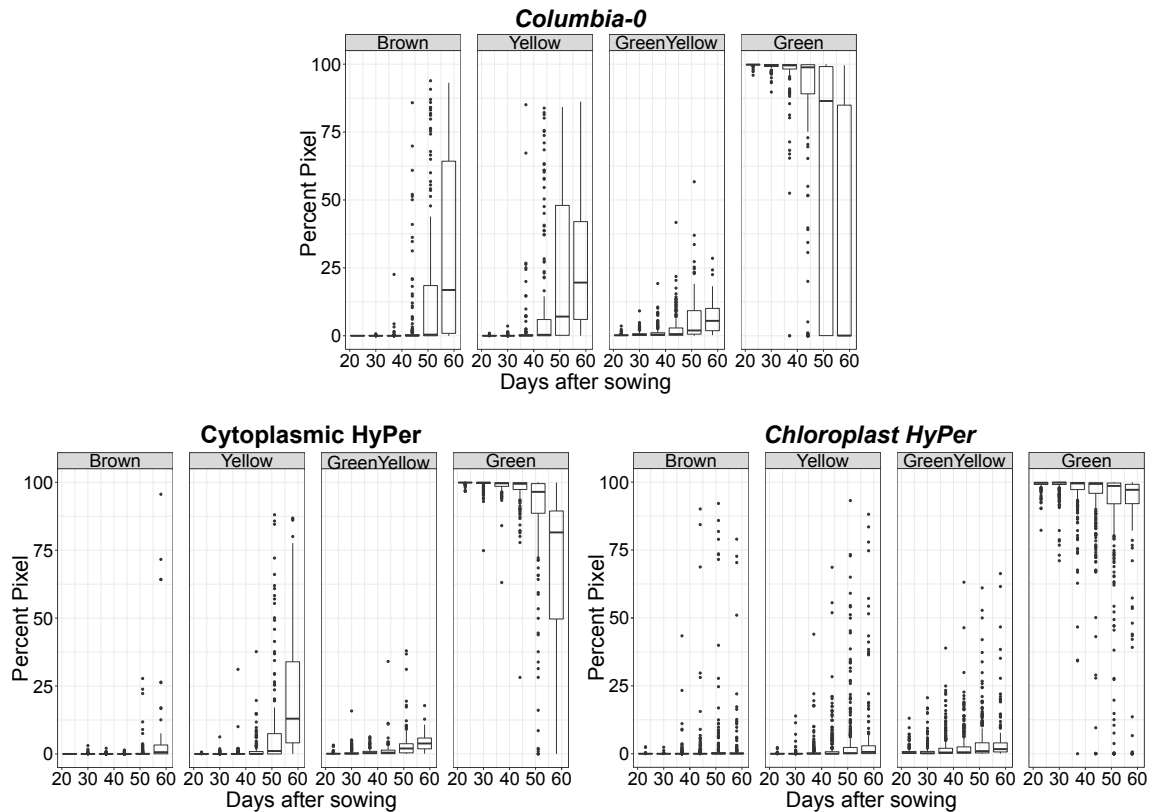 Columbia-0
Brown Yellow GreenYellow Green
Percent Pixel
100
75
50
25
0
20 30 40 50 60 20 30 40 50 60 20 30 40 50 60 20 30 40 50 60
Days after sowing
Cytoplasmic HyPer
Brown Yellow GreenYellow Green
Percent Pixel
100
75
50
25
0
20 30 40 50 60 20 30 40 50 60 20 30 40 50 60 20 30 40 50 60
Days after sowing
Chloroplast HyPer
Brown Yellow GreenYellow Green
Percent Pixel
100
75
50
25
0
20 30 40 50 60 20 30 40 50 60 20 30 40 50 60 20 30 40 50 60
Days after sowing